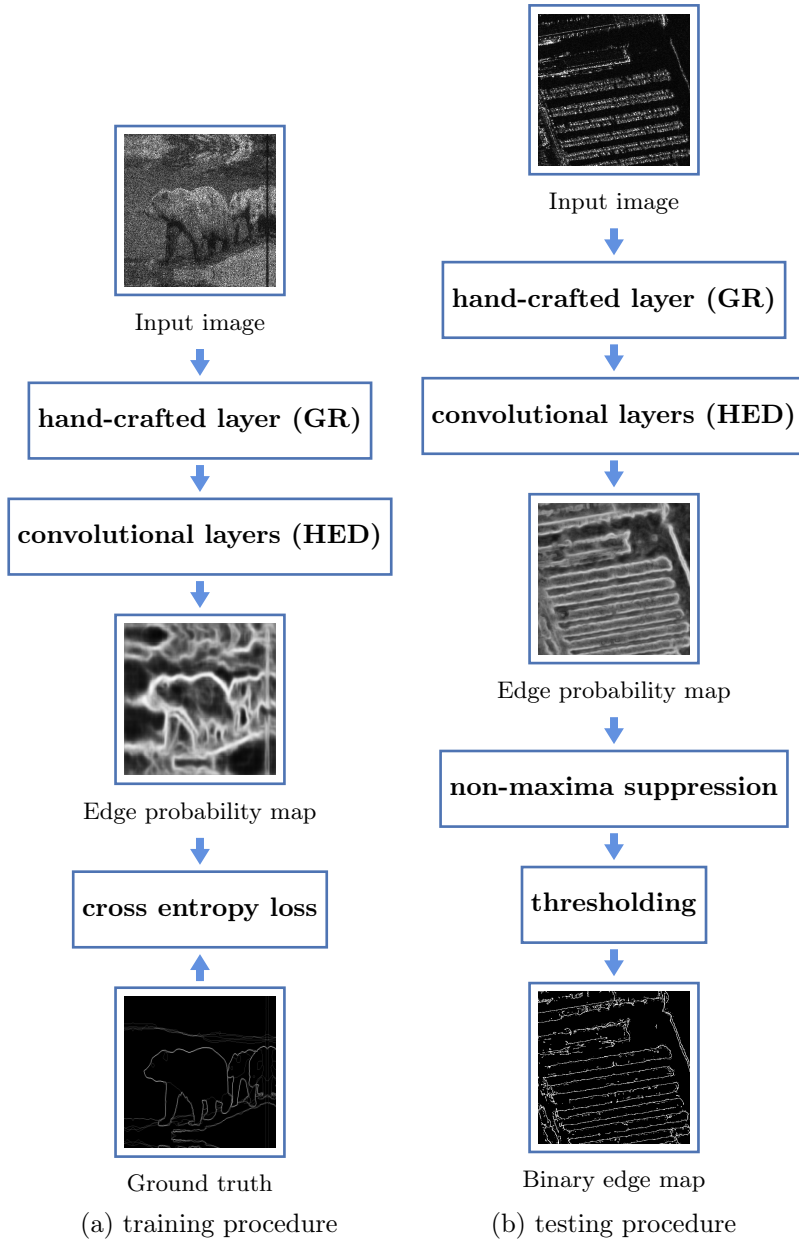 Input image
hand-crafted layer (GR)
convolutional layers (HED)
Edge probability map
cross entropy loss
Ground truth
(a) training procedure
Input image
hand-crafted layer (GR)
convolutional layers (HED)
Edge probability map
non-maxima suppression
thresholding
Binary edge map
(b) testing procedure